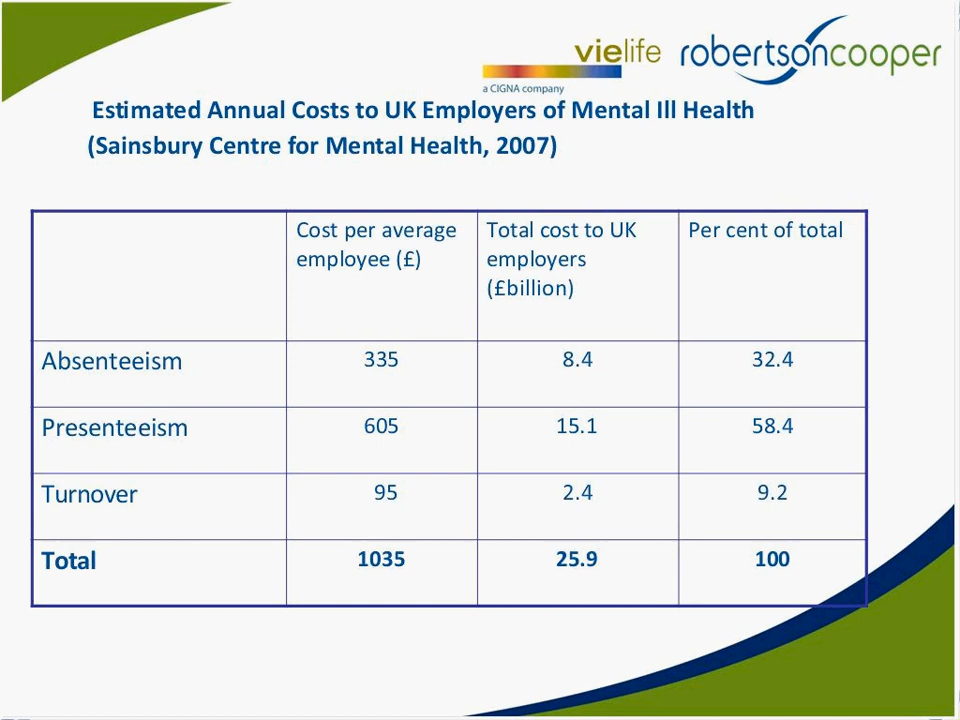 vielife
a CIGNA company
robertsoncooper
Estimated Annual Costs to UK Employers of Mental Ill Health
(Sainsbury Centre for Mental Health, 2007)
Cost per average
employee (£)
Total cost to UK
employers
(£billion)
Per cent of total
Absenteeism 335 8.4 32.4
Presenteeism 605 15.1 58.4
Turnover 95 2.4 9.2
Total 1035 25.9 100